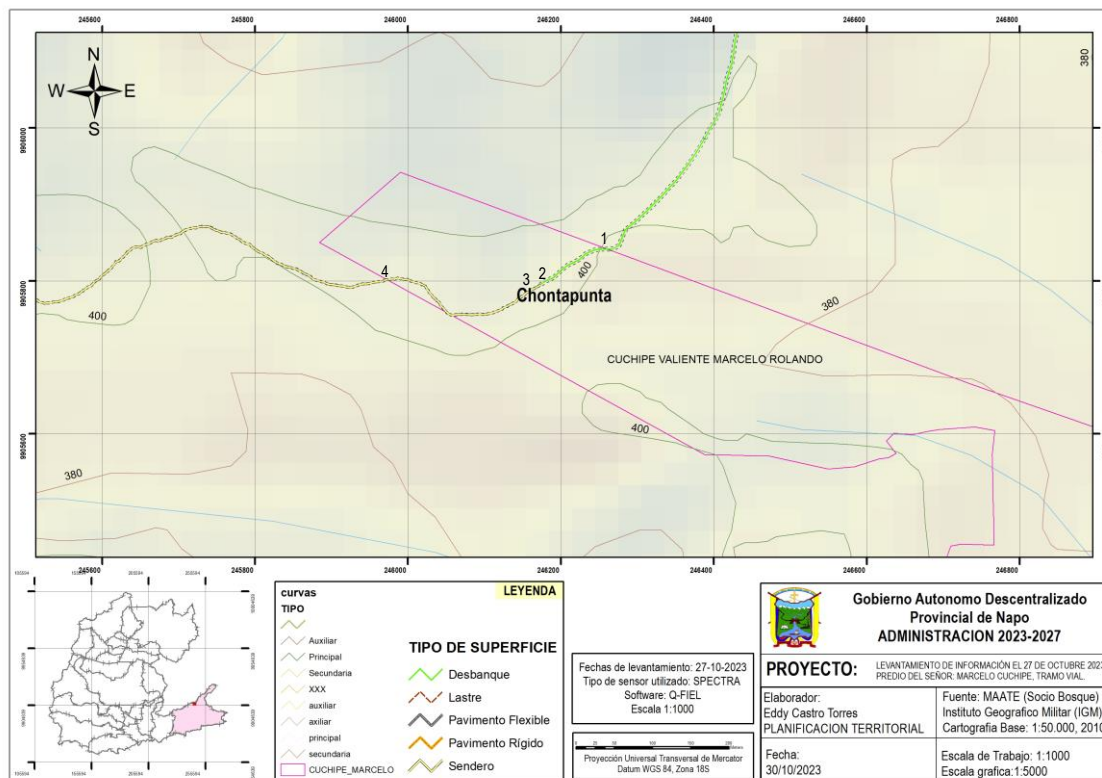 245600 245800 246000 246200 246400 246600 246800
380
N
W E
S
9906000 9906000
400
1
4
3 2
Chontapunta
400
380
9905800 9905800
CUCHIPE VALIENTE MARCELO ROLANDO
400
380
9905600 9905600
245600 245800 246000 246200 246400 246600 246800
curvas
TIPO
Auxiliar
Principal
Secundaria
XXX
auxiliar
axiliar
principal
secundaria
CUCHIPE_MARCELO
LEYENDA
TIPO DE SUPERFICIE
Desbanque
Lastre
Pavimento Flexible
Pavimento Rígido
Sendero
Fechas de levantamiento: 27-10-2023
Tipo de sensor utilizado: SPECTRA
Software: Q-FIEL
Escala 1:1000
Proyección Universal Transversal de Mercator
Datum WGS 84, Zona 18S
Gobierno Autonomo Descentralizado
Provincial de Napo
ADMINISTRACION 2023-2027
PROYECTO:
LEVANTAMIENTO DE INFORMACIÓN EL 27 DE OCTUBRE 2023
PREDIO DEL SEÑOR: MARCELO CUCHIPE, TRAMO VIAL.
Elaborador:
Eddy Castro Torres
PLANIFICACION TERRITORIAL
Fuente: MAATE (Socio Bosque)
Instituto Geografico Militar (IGM)
Cartografia Base: 1:50.000, 2010
Fecha:
30/10/2023
Escala de Trabajo: 1:1000
Escala grafica:1:5000